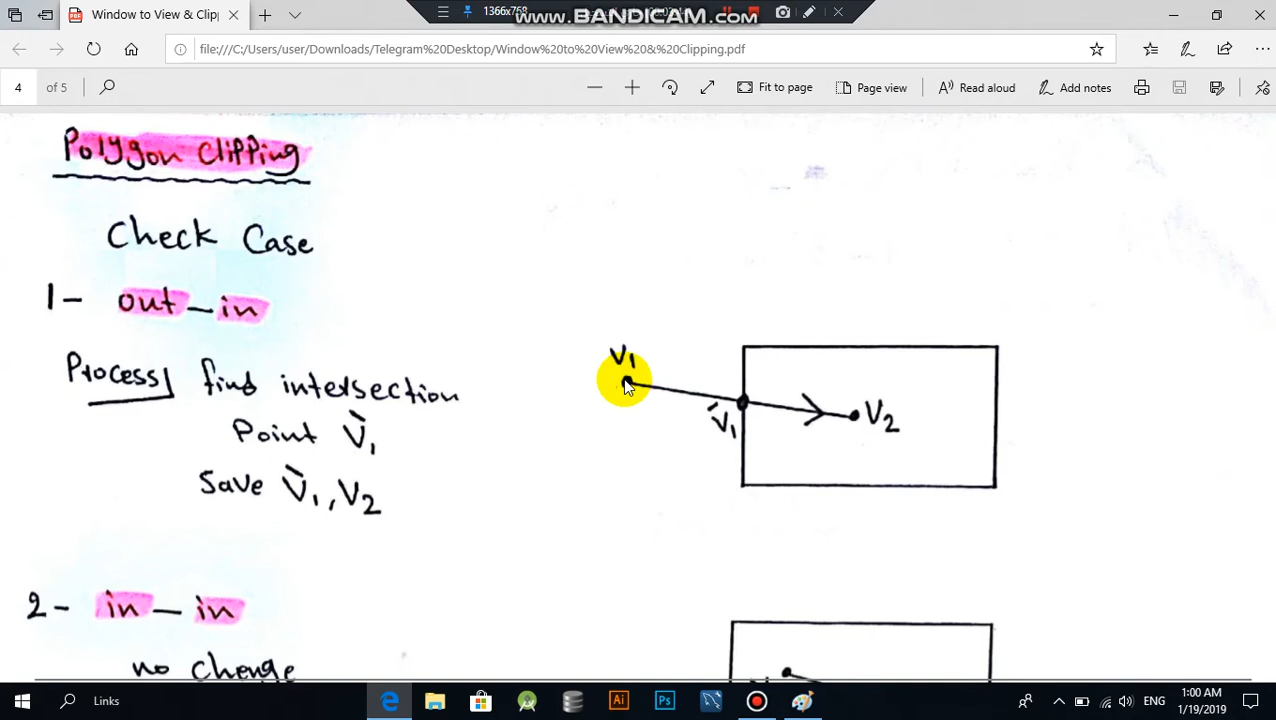 Window to View & Clip
1366x768
www.BANDICAM.com
file:///C:/Users/user/Downloads/Telegram%20Desktop/Window%20to%20View%20&%20Clipping.pdf
4 of 5
Fit to page
Page view
Read aloud
Add notes
Polygon Clipping
Check Case
1- out - in
Process find intersection
Point V̀₁
Save V̀₁, V₂
V₁
V̀₁
V₂
2- in - in
no change
Links
Ai
Ps
ENG
1:00 AM
1/19/2019